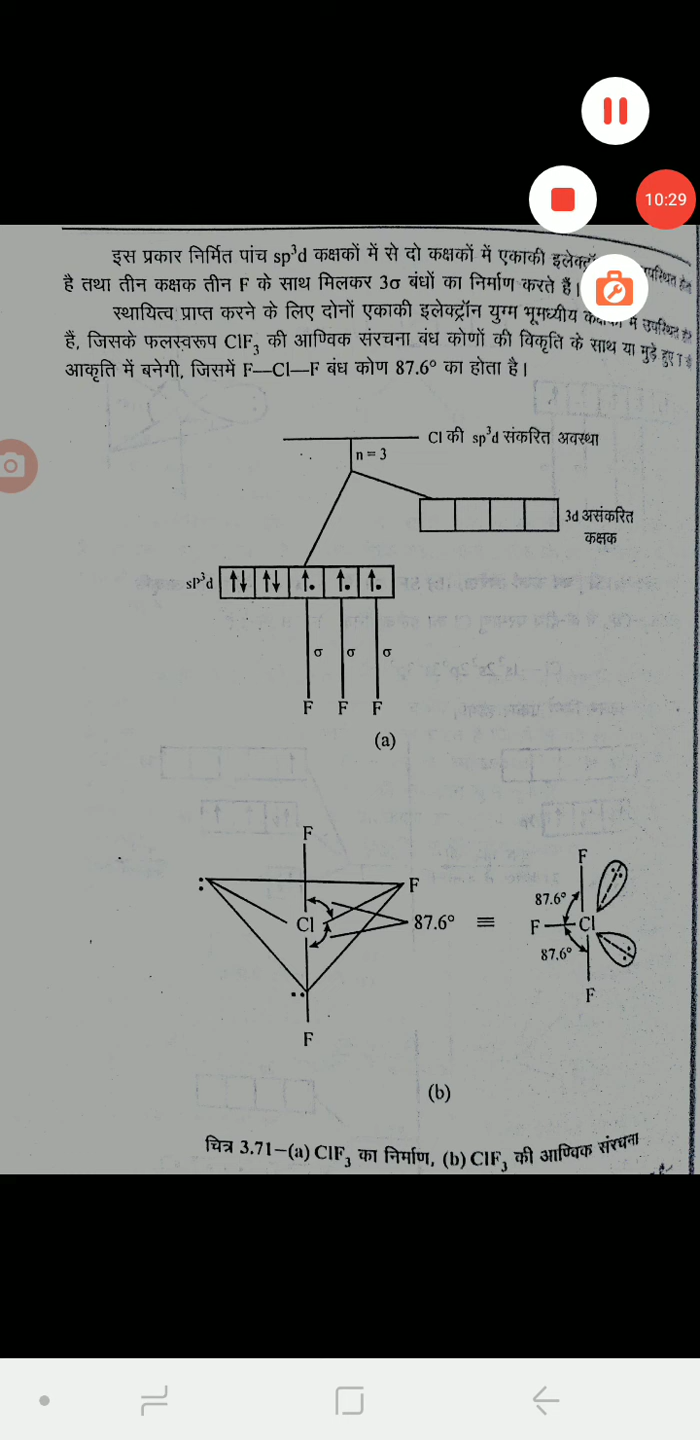 10:29
इस प्रकार निर्मित पांच sp³d कक्षकों में से दो कक्षकों में एकाकी उपस्थित होत
है तथा तीन कक्षक तीन F के साथ मिलकर 3σ बंधों का निर्माण करते हैं।
स्थायित्व प्राप्त करने के लिए दोनों एकाकी इलेक्ट्रॉन युग्म भूमध्यीय में उपस्थित
हैं, जिसके फलस्वरूप ClF₃ की आण्विक संरचना बंध कोणों की विकृति के साथ या मुड़े हुए T
आकृति में बनेगी, जिसमें F—Cl—F बंध कोण 87.6° का होता है।
Cl की sp³d संकरित अवस्था
n = 3
3d असंकरित
कक्षक
sp³d
σ σ σ
F F F
(a)
F
F
Cl
87.6°
F
≡
F
87.6°
F Cl
87.6°
F
(b)
चित्र 3.71–(a) ClF₃ का निर्माण, (b) ClF₃ की आण्विक संरचना